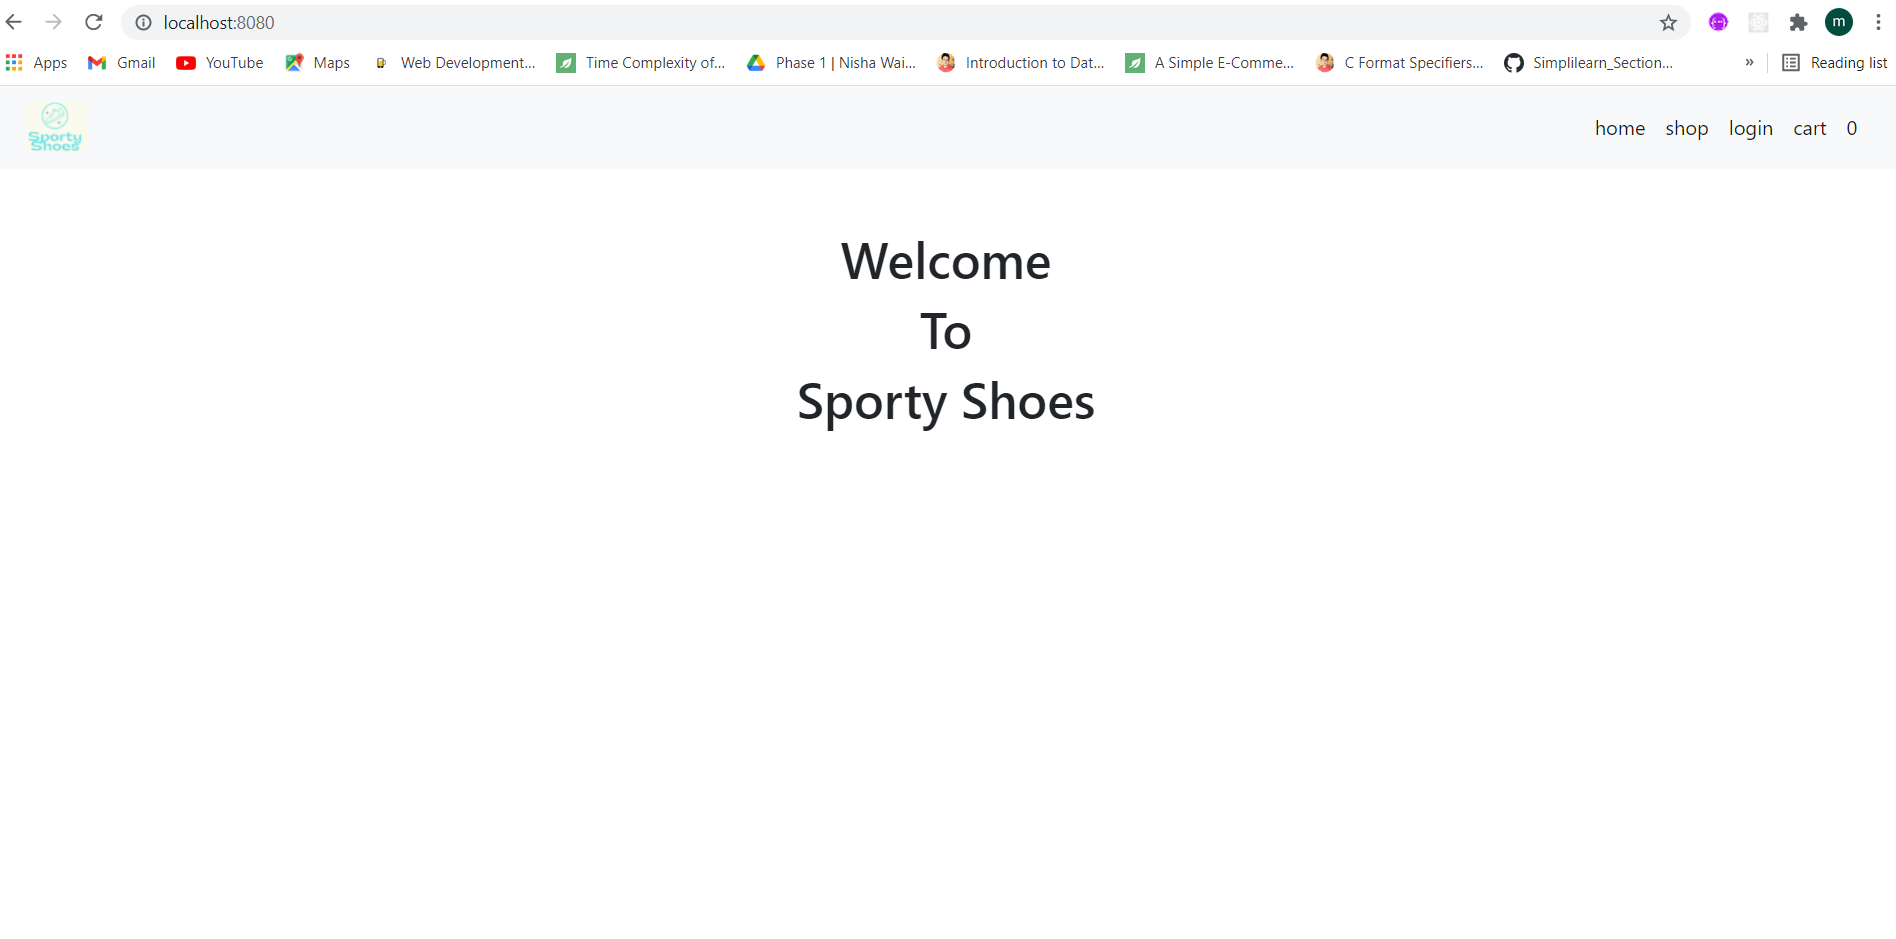 localhost:8080
m
Apps Gmail YouTube Maps Web Development... Time Complexity of... Phase 1 | Nisha Wai... Introduction to Dat... A Simple E-Comme... C Format Specifiers... Simplilearn_Section... » Reading list
Sporty
Shoes
home shop login cart 0
Welcome
To
Sporty Shoes